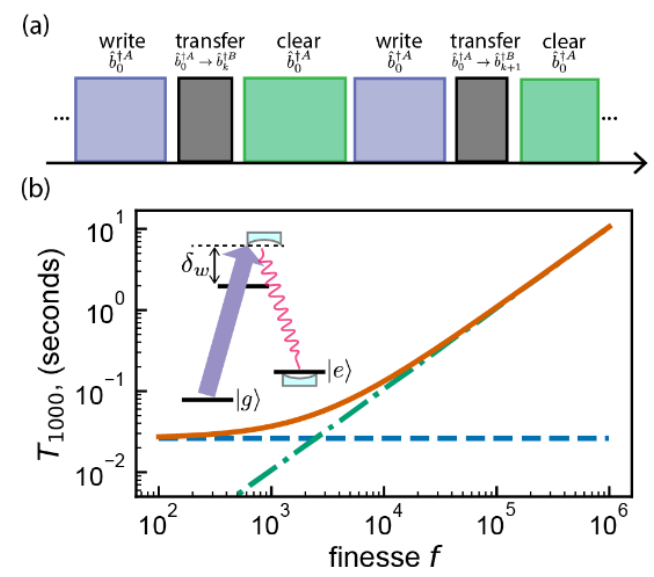 (a)
write transfer clear write transfer clear
b̂₀†ᴬ b̂₀†ᴬ → b̂ₖ†ᴮ b̂₀†ᴬ b̂₀†ᴬ b̂₀†ᴬ → b̂ₖ₊₁†ᴮ b̂₀†ᴬ
... ...
(b)
T₁₀₀₀, (seconds)
10¹
10⁰
10⁻¹
10⁻²
δ_w
|g⟩
|e⟩
10² 10³ 10⁴ 10⁵ 10⁶
finesse f